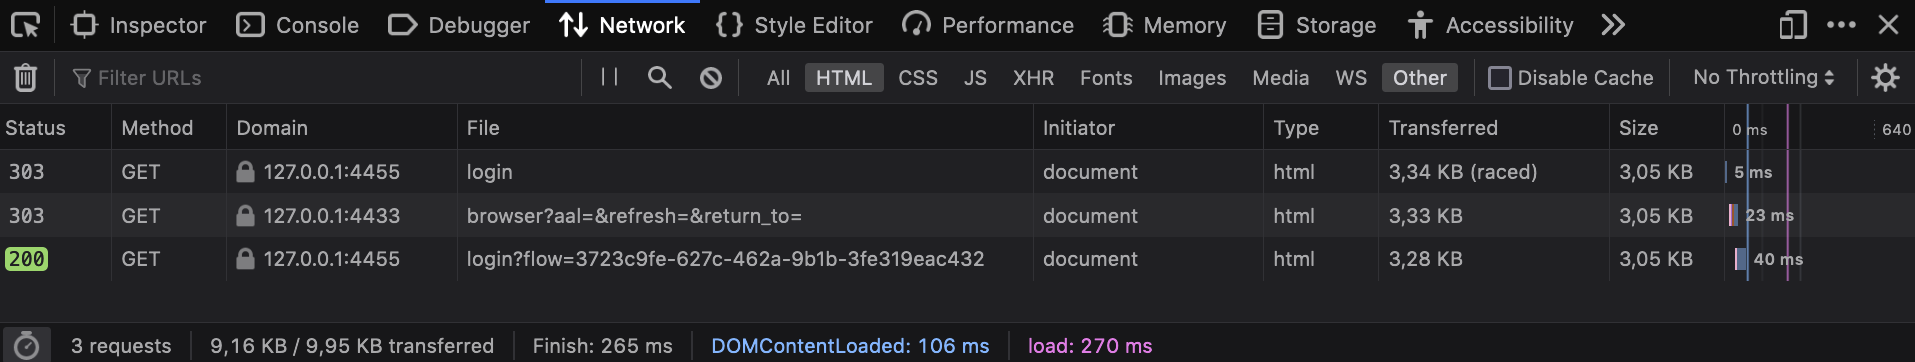 Inspector Console Debugger Network Style Editor Performance Memory Storage Accessibility
Filter URLs All HTML CSS JS XHR Fonts Images Media WS Other Disable Cache No Throttling
Status Method Domain File Initiator Type Transferred Size 0 ms 640
303 GET 127.0.0.1:4455 login document html 3,34 KB (raced) 3,05 KB 5 ms
303 GET 127.0.0.1:4433 browser?aal=&refresh=&return_to= document html 3,33 KB 3,05 KB 23 ms
200 GET 127.0.0.1:4455 login?flow=3723c9fe-627c-462a-9b1b-3fe319eac432 document html 3,28 KB 3,05 KB 40 ms
3 requests 9,16 KB / 9,95 KB transferred Finish: 265 ms DOMContentLoaded: 106 ms load: 270 ms